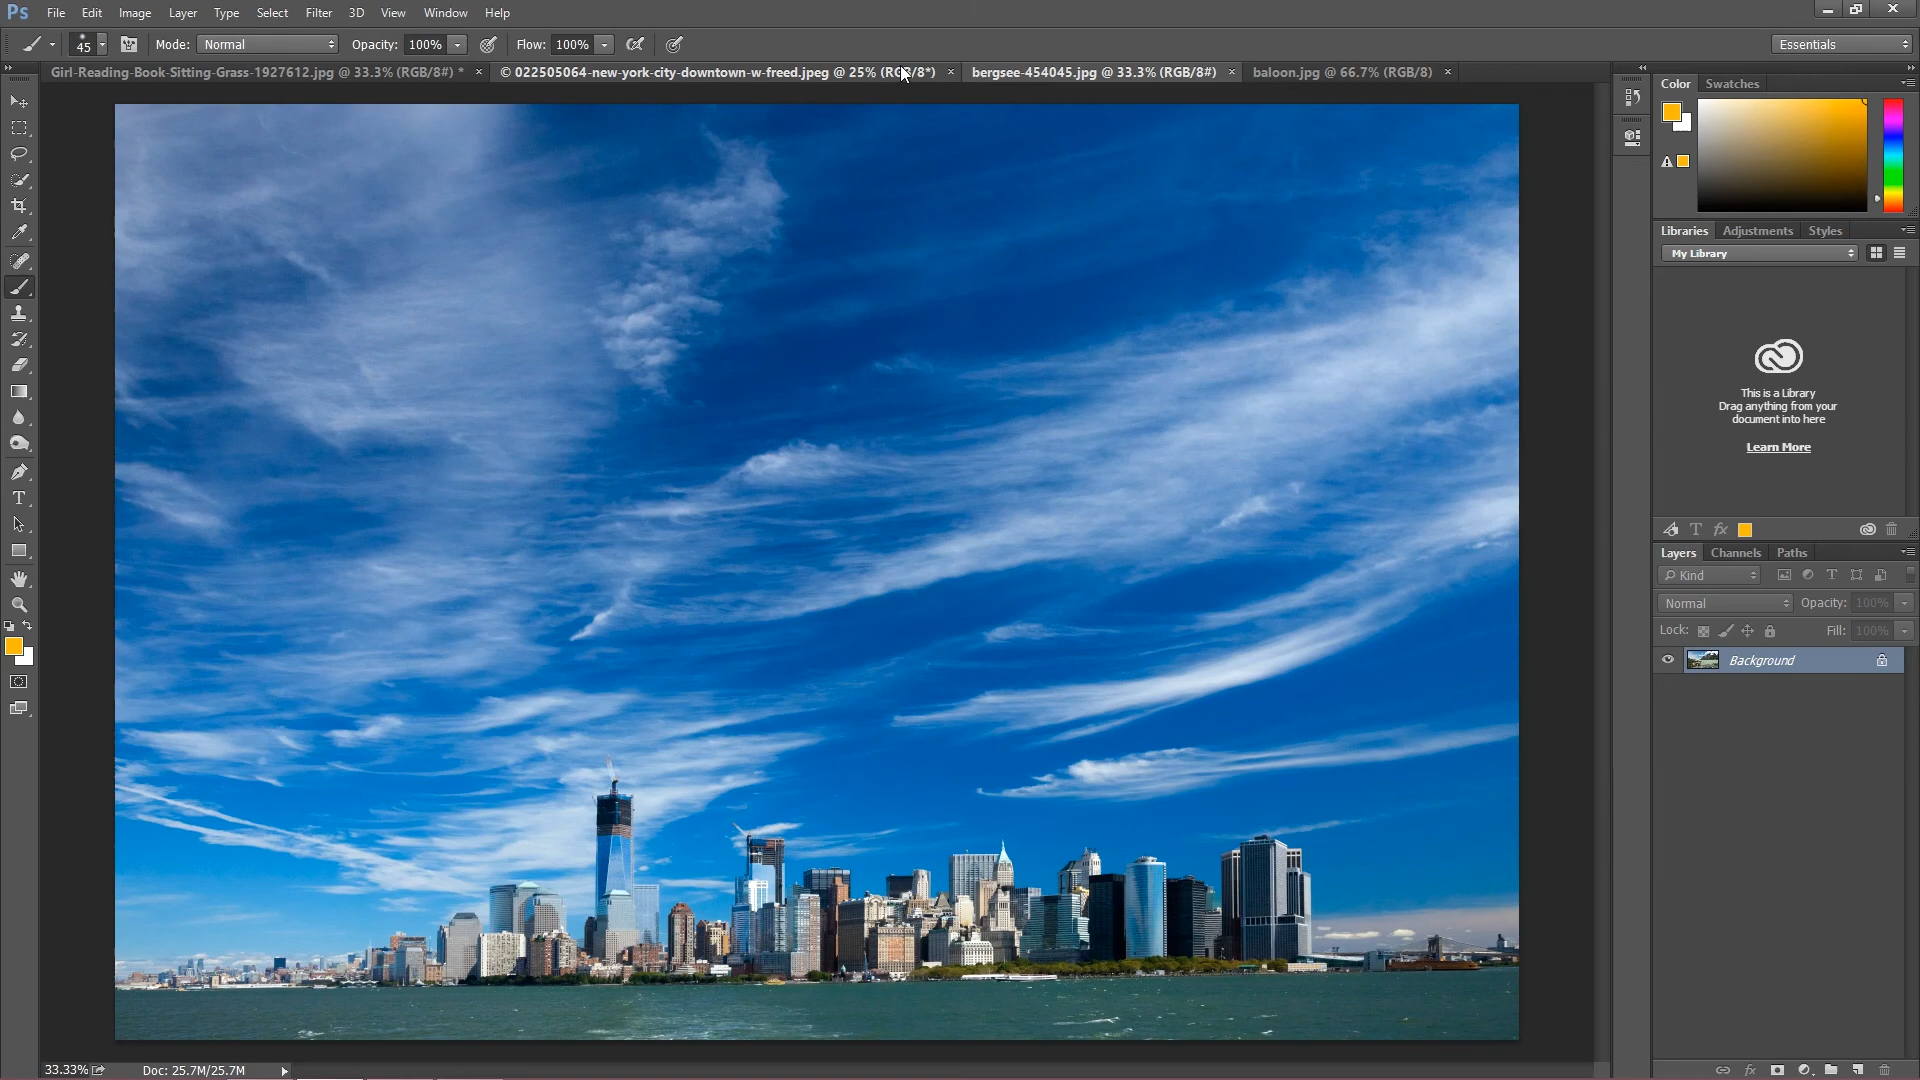 Ps File Edit Image Layer Type Select Filter 3D View Window Help
45 Mode: Normal Opacity: 100% Flow: 100% Essentials
Girl-Reading-Book-Sitting-Grass-1927612.jpg @ 33.3% (RGB/8#) * × © 022505064-new-york-city-downtown-w-freed.jpeg @ 25% (RGB/8*) × bergsee-454045.jpg @ 33.3% (RGB/8#) × baloon.jpg @ 66.7% (RGB/8) ×
Color Swatches
Libraries Adjustments Styles
My Library
This is a Library
Drag anything from your
document into here
Learn More
T fx
Layers Channels Paths
Kind T
Normal Opacity: 100%
Lock: Fill: 100%
Background
33.33% Doc: 25.7M/25.7M
fx